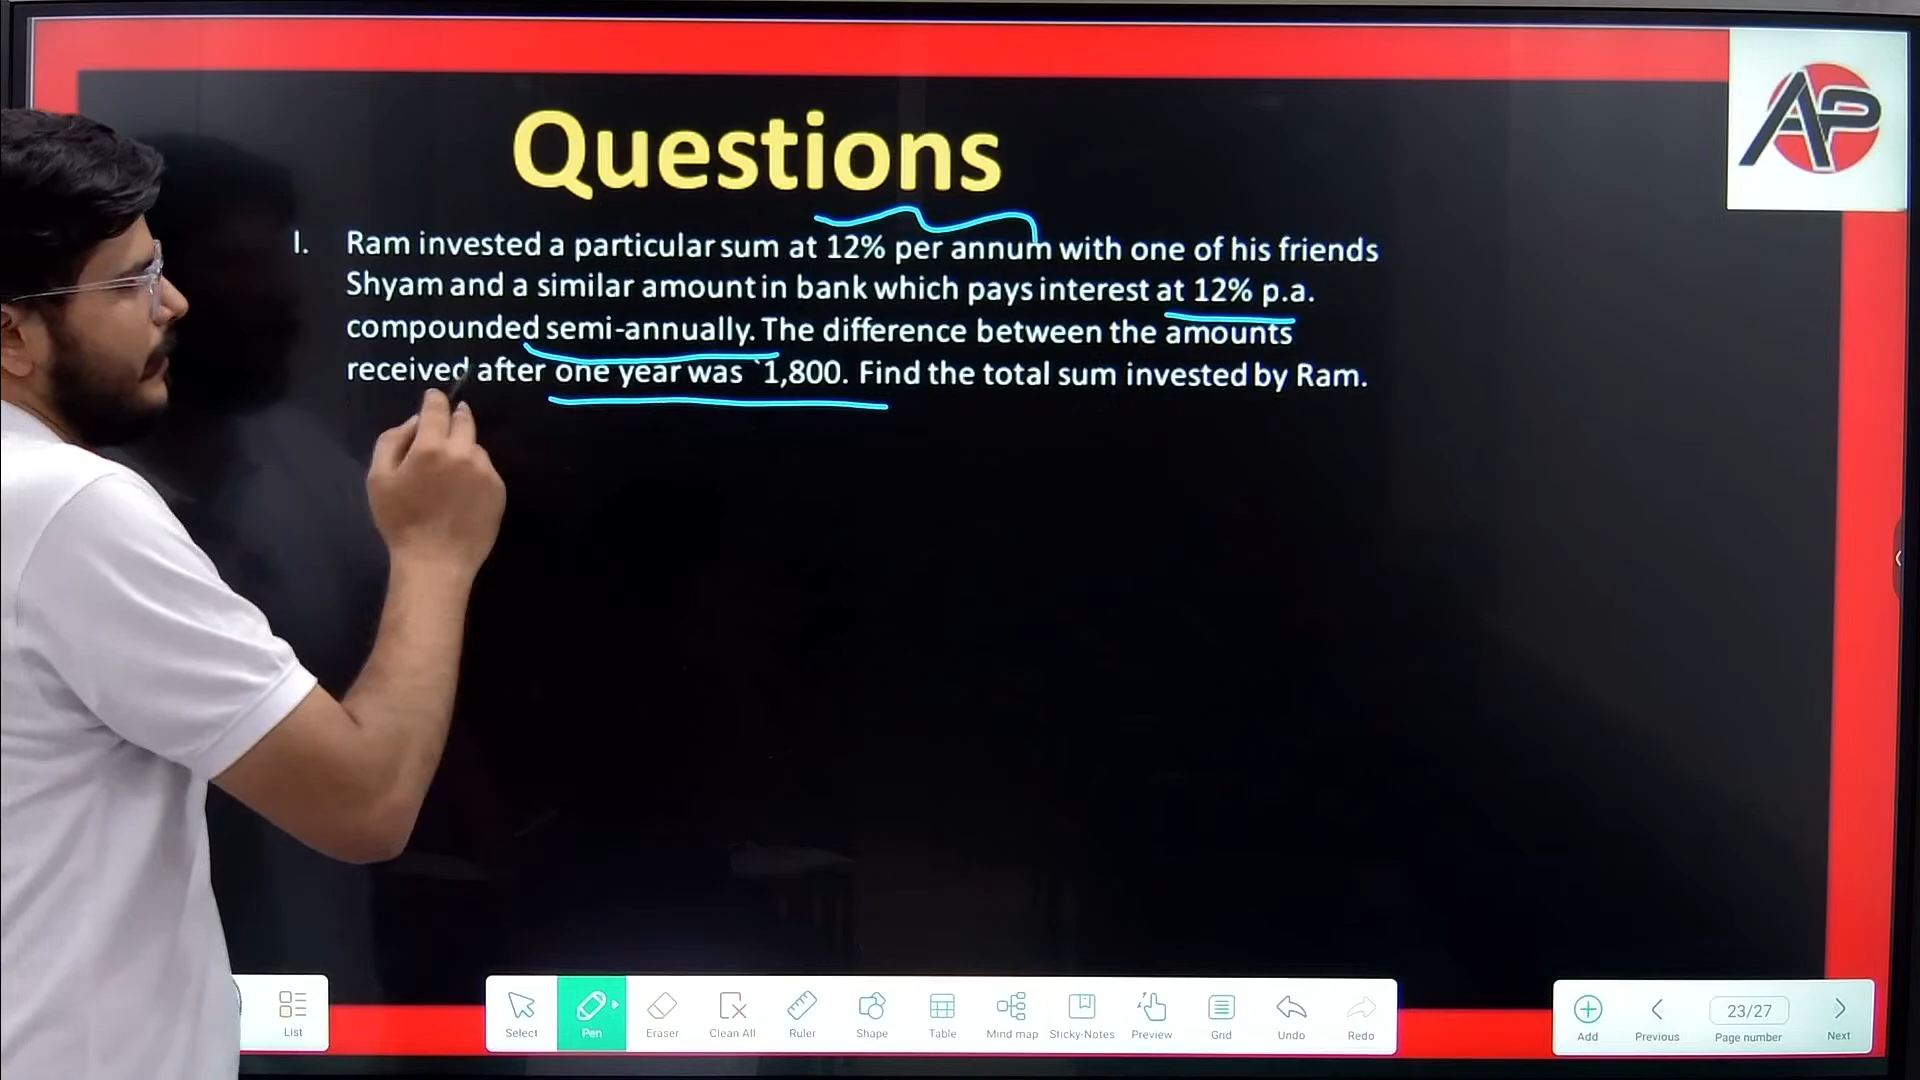 AP
Questions
I. Ram invested a particular sum at 12% per annum with one of his friends
Shyam and a similar amount in bank which pays interest at 12% p.a.
compounded semi-annually. The difference between the amounts
received after one year was `1,800. Find the total sum invested by Ram.
List
Select Pen Eraser Clean All Ruler Shape Table Mind map Sticky-Notes Preview Grid Undo Redo
23/27
Add Previous Page number Next